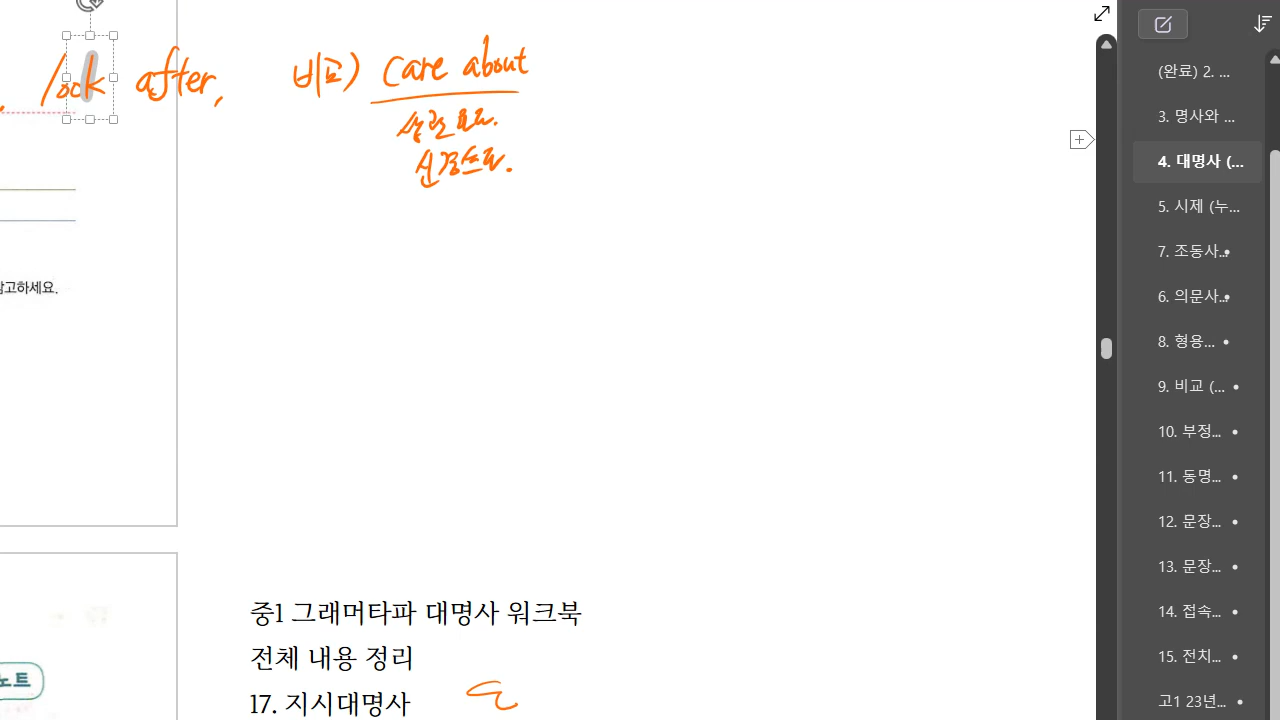 look after,
비교) care about
신경쓰다.
참고하세요.
중1 그래머타파 대명사 워크북
전체 내용 정리
노트
17. 지시대명사
(완료) 2. ...
3. 명사와 ...
4. 대명사 (...
5. 시제 (누...
7. 조동사...
6. 의문사...
8. 형용...
9. 비교 (...
10. 부정...
11. 동명...
12. 문장...
13. 문장...
14. 접속...
15. 전치...
고1 23년...